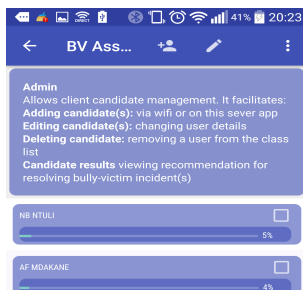 41% 20:23
BV Ass...
Admin
Allows client candidate management. It facilitates:
Adding candidate(s): via wifi or on this sever app
Editing candidate(s): changing user details
Deleting candidate: removing a user from the class
list
Candidate results viewing recommendation for
resolving bully-victim incident(s)
NB NTULI
5%
AF MDAKANE
4%